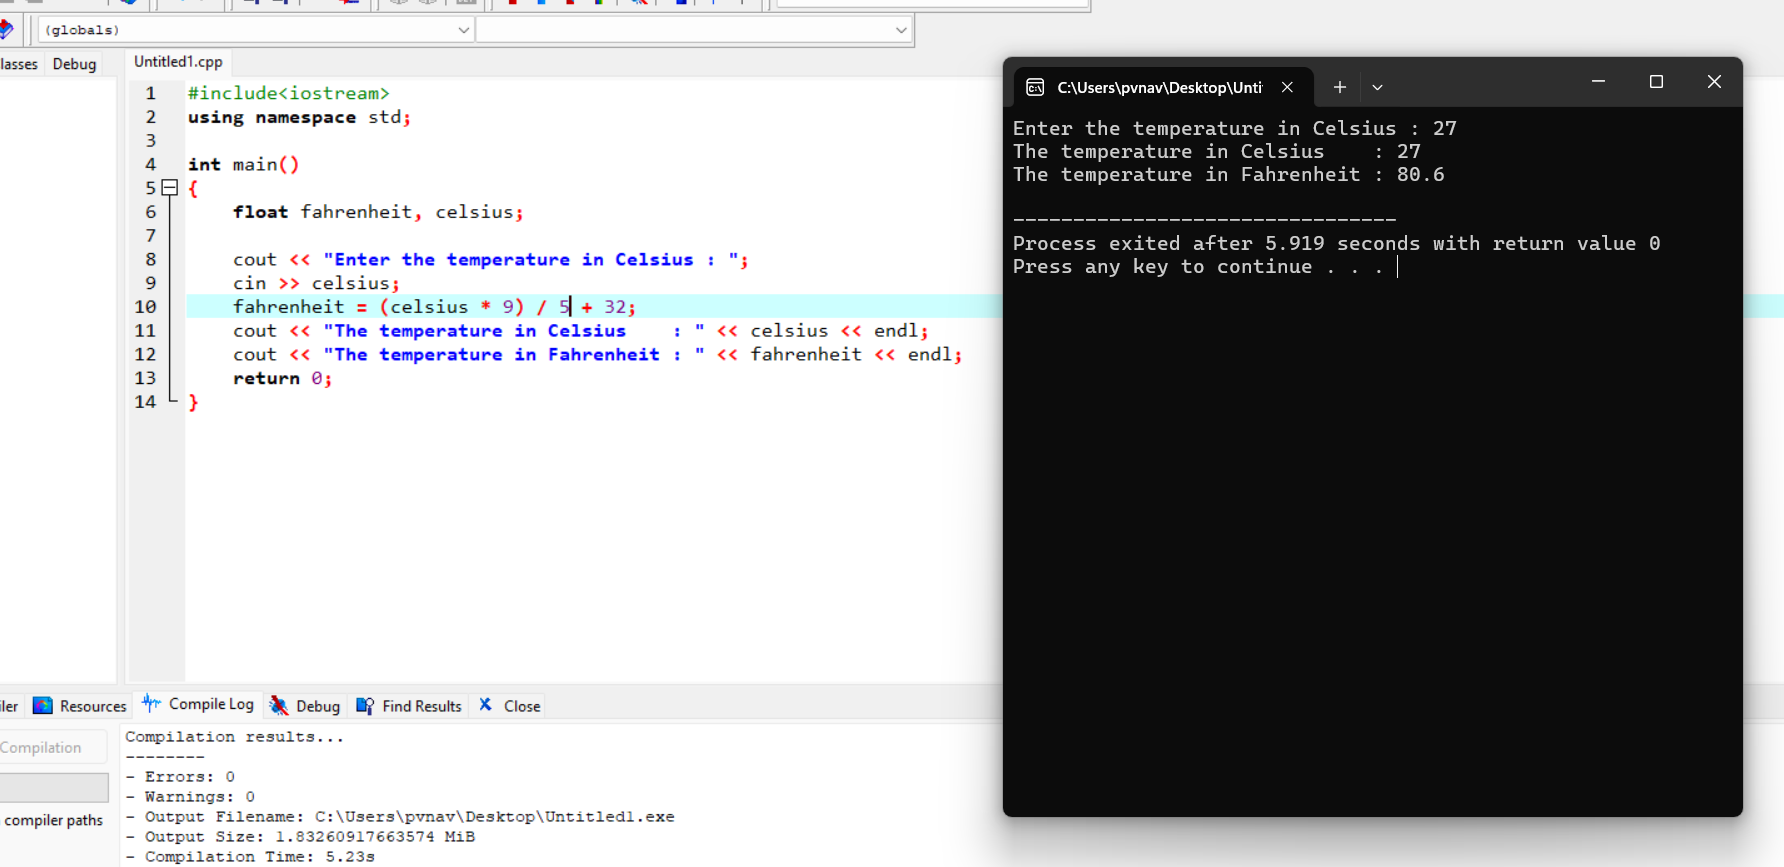 (globals)
lasses Debug
Untitled1.cpp
1 #include<iostream>
2 using namespace std;
3
4 int main()
5 {
6 float fahrenheit, celsius;
7
8 cout << "Enter the temperature in Celsius : ";
9 cin >> celsius;
10 fahrenheit = (celsius * 9) / 5 + 32;
11 cout << "The temperature in Celsius    : " << celsius << endl;
12 cout << "The temperature in Fahrenheit : " << fahrenheit << endl;
13 return 0;
14 }
C:\Users\pvnav\Desktop\Unti
Enter the temperature in Celsius : 27
The temperature in Celsius    : 27
The temperature in Fahrenheit : 80.6
--------------------------------
Process exited after 5.919 seconds with return value 0
Press any key to continue . . .
iler Resources Compile Log Debug Find Results Close
Compilation
compiler paths
Compilation results...
--------
- Errors: 0
- Warnings: 0
- Output Filename: C:\Users\pvnav\Desktop\Untitled1.exe
- Output Size: 1.83260917663574 MiB
- Compilation Time: 5.23s